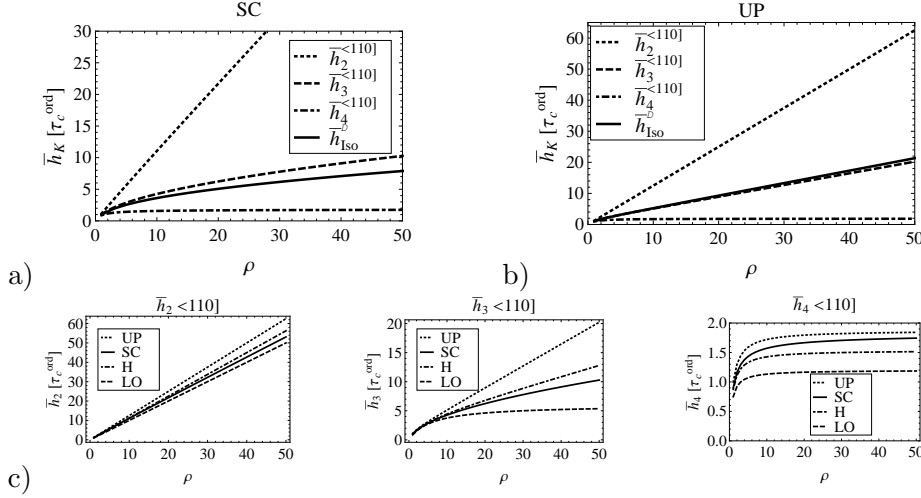 SC
30
25
20
15
10
5
0
0 10 20 30 40 50
h̅_K [τ_c^ord]
ρ
h̅_2^<110]
h̅_3^<110]
h̅_4^<110]
h̅_Iso
a)
UP
60
50
40
30
20
10
0
0 10 20 30 40 50
h̅_K [τ_c^ord]
ρ
h̅_2^<110]
h̅_3^<110]
h̅_4^<110]
h̅_Iso
b)
h̅_2 <110]
60
50
40
30
20
10
0
0 10 20 30 40 50
h̅_2 [τ_c^ord]
ρ
UP
SC
H
LO
h̅_3 <110]
20
15
10
5
0
0 10 20 30 40 50
h̅_3 [τ_c^ord]
ρ
UP
SC
H
LO
h̅_4 <110]
2.0
1.5
1.0
0.5
0.0
0 10 20 30 40 50
h̅_4 [τ_c^ord]
ρ
UP
SC
H
LO
c)